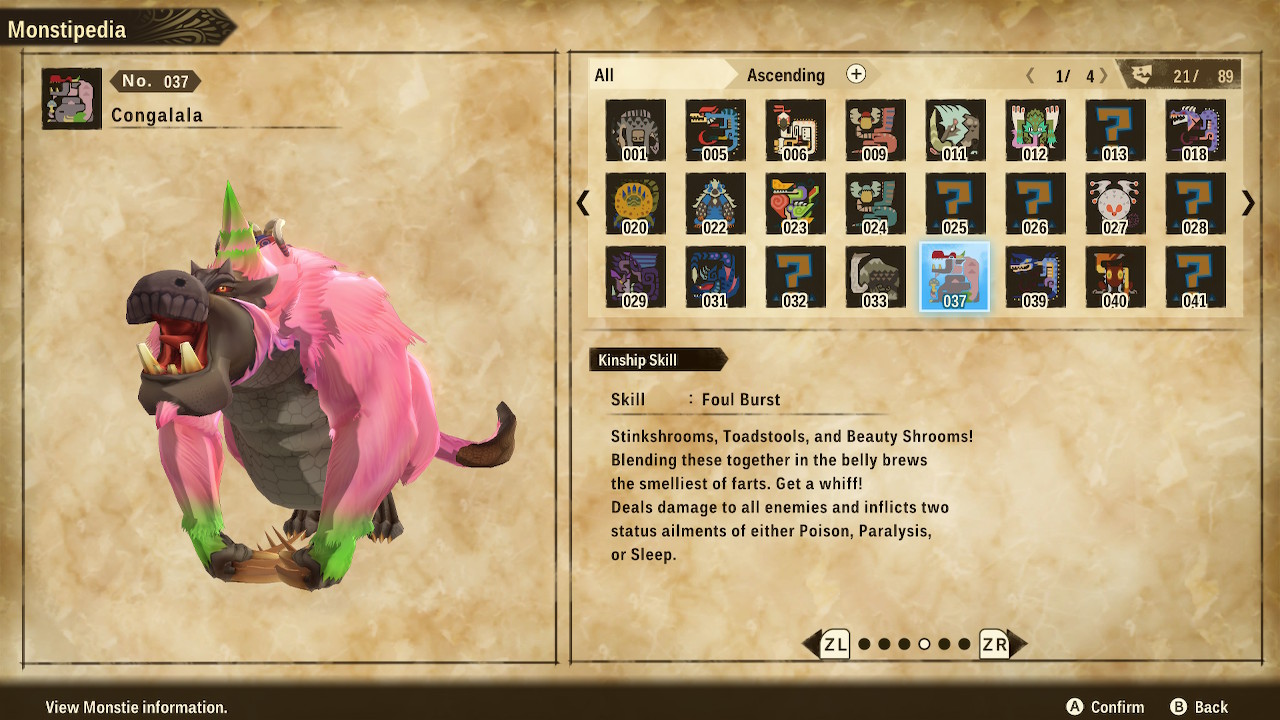 Monstipedia
No. 037
Congalala
All
Ascending
1/ 4
21/ 89
001 005 006 009 011 012 013 018
020 022 023 024 025 026 027 028
029 031 032 033 037 039 040 041
Kinship Skill
Skill : Foul Burst
Stinkshrooms, Toadstools, and Beauty Shrooms!
Blending these together in the belly brews
the smelliest of farts. Get a whiff!
Deals damage to all enemies and inflicts two
status ailments of either Poison, Paralysis,
or Sleep.
ZL ZR
View Monstie information.
A Confirm B Back